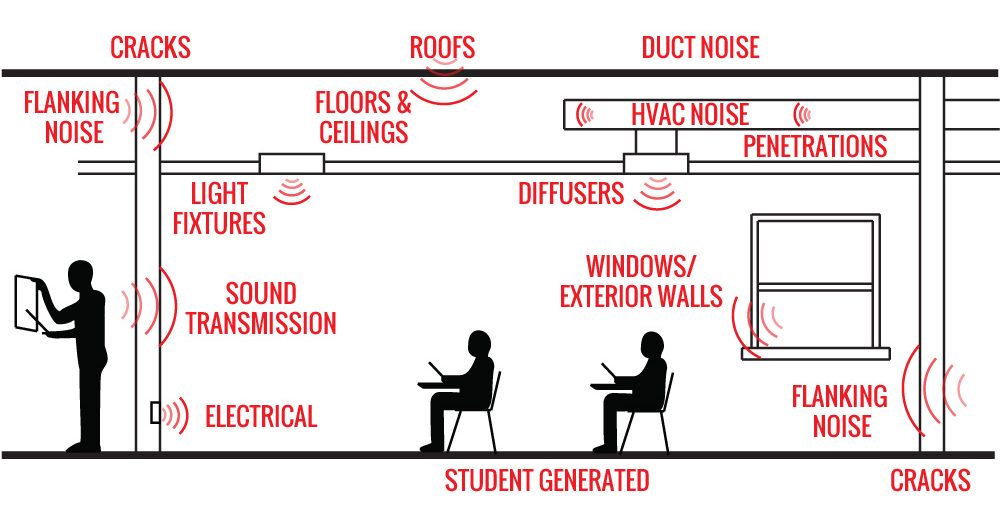 CRACKS
ROOFS
DUCT NOISE
FLANKING
NOISE
FLOORS &
CEILINGS
HVAC NOISE
PENETRATIONS
LIGHT
FIXTURES
DIFFUSERS
WINDOWS/
EXTERIOR WALLS
SOUND
TRANSMISSION
ELECTRICAL
FLANKING
NOISE
STUDENT GENERATED
CRACKS